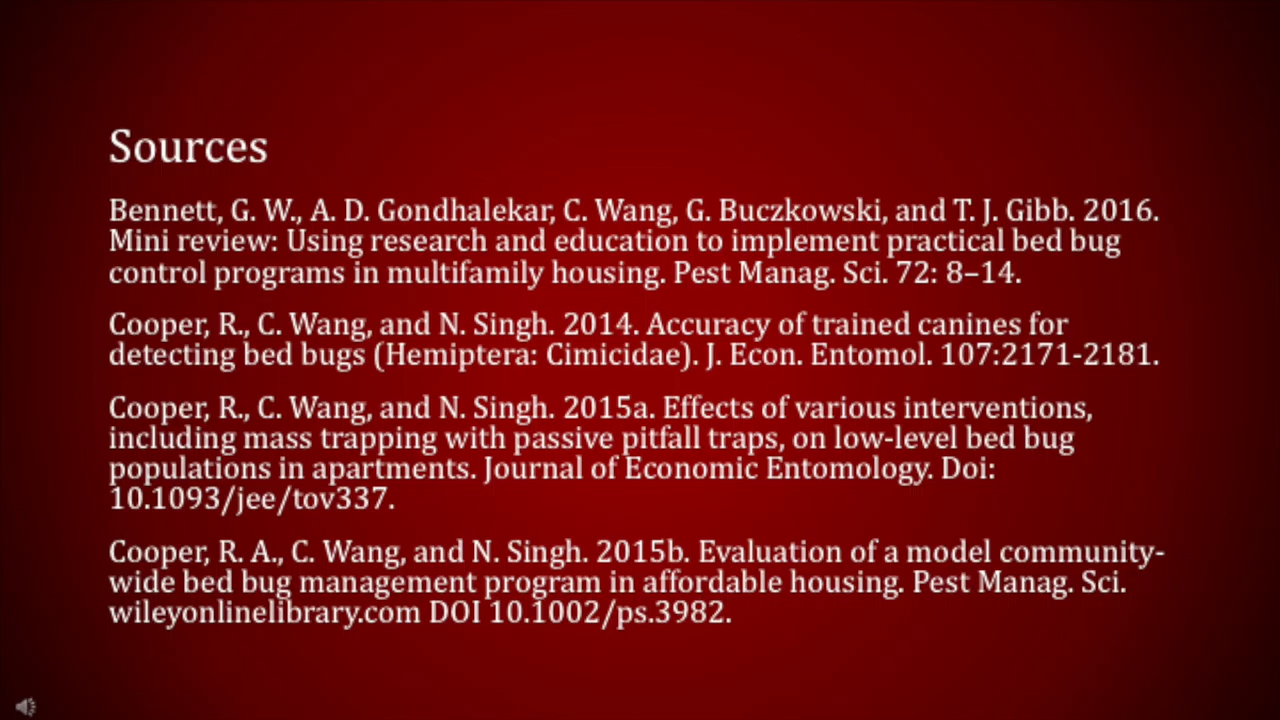 Sources
Bennett, G. W., A. D. Gondhalekar, C. Wang, G. Buczkowski, and T. J. Gibb. 2016.
Mini review: Using research and education to implement practical bed bug
control programs in multifamily housing. Pest Manag. Sci. 72: 8–14.
Cooper, R., C. Wang, and N. Singh. 2014. Accuracy of trained canines for
detecting bed bugs (Hemiptera: Cimicidae). J. Econ. Entomol. 107:2171-2181.
Cooper, R., C. Wang, and N. Singh. 2015a. Effects of various interventions,
including mass trapping with passive pitfall traps, on low-level bed bug
populations in apartments. Journal of Economic Entomology. Doi:
10.1093/jee/tov337.
Cooper, R. A., C. Wang, and N. Singh. 2015b. Evaluation of a model community-
wide bed bug management program in affordable housing. Pest Manag. Sci.
wileyonlinelibrary.com DOI 10.1002/ps.3982.